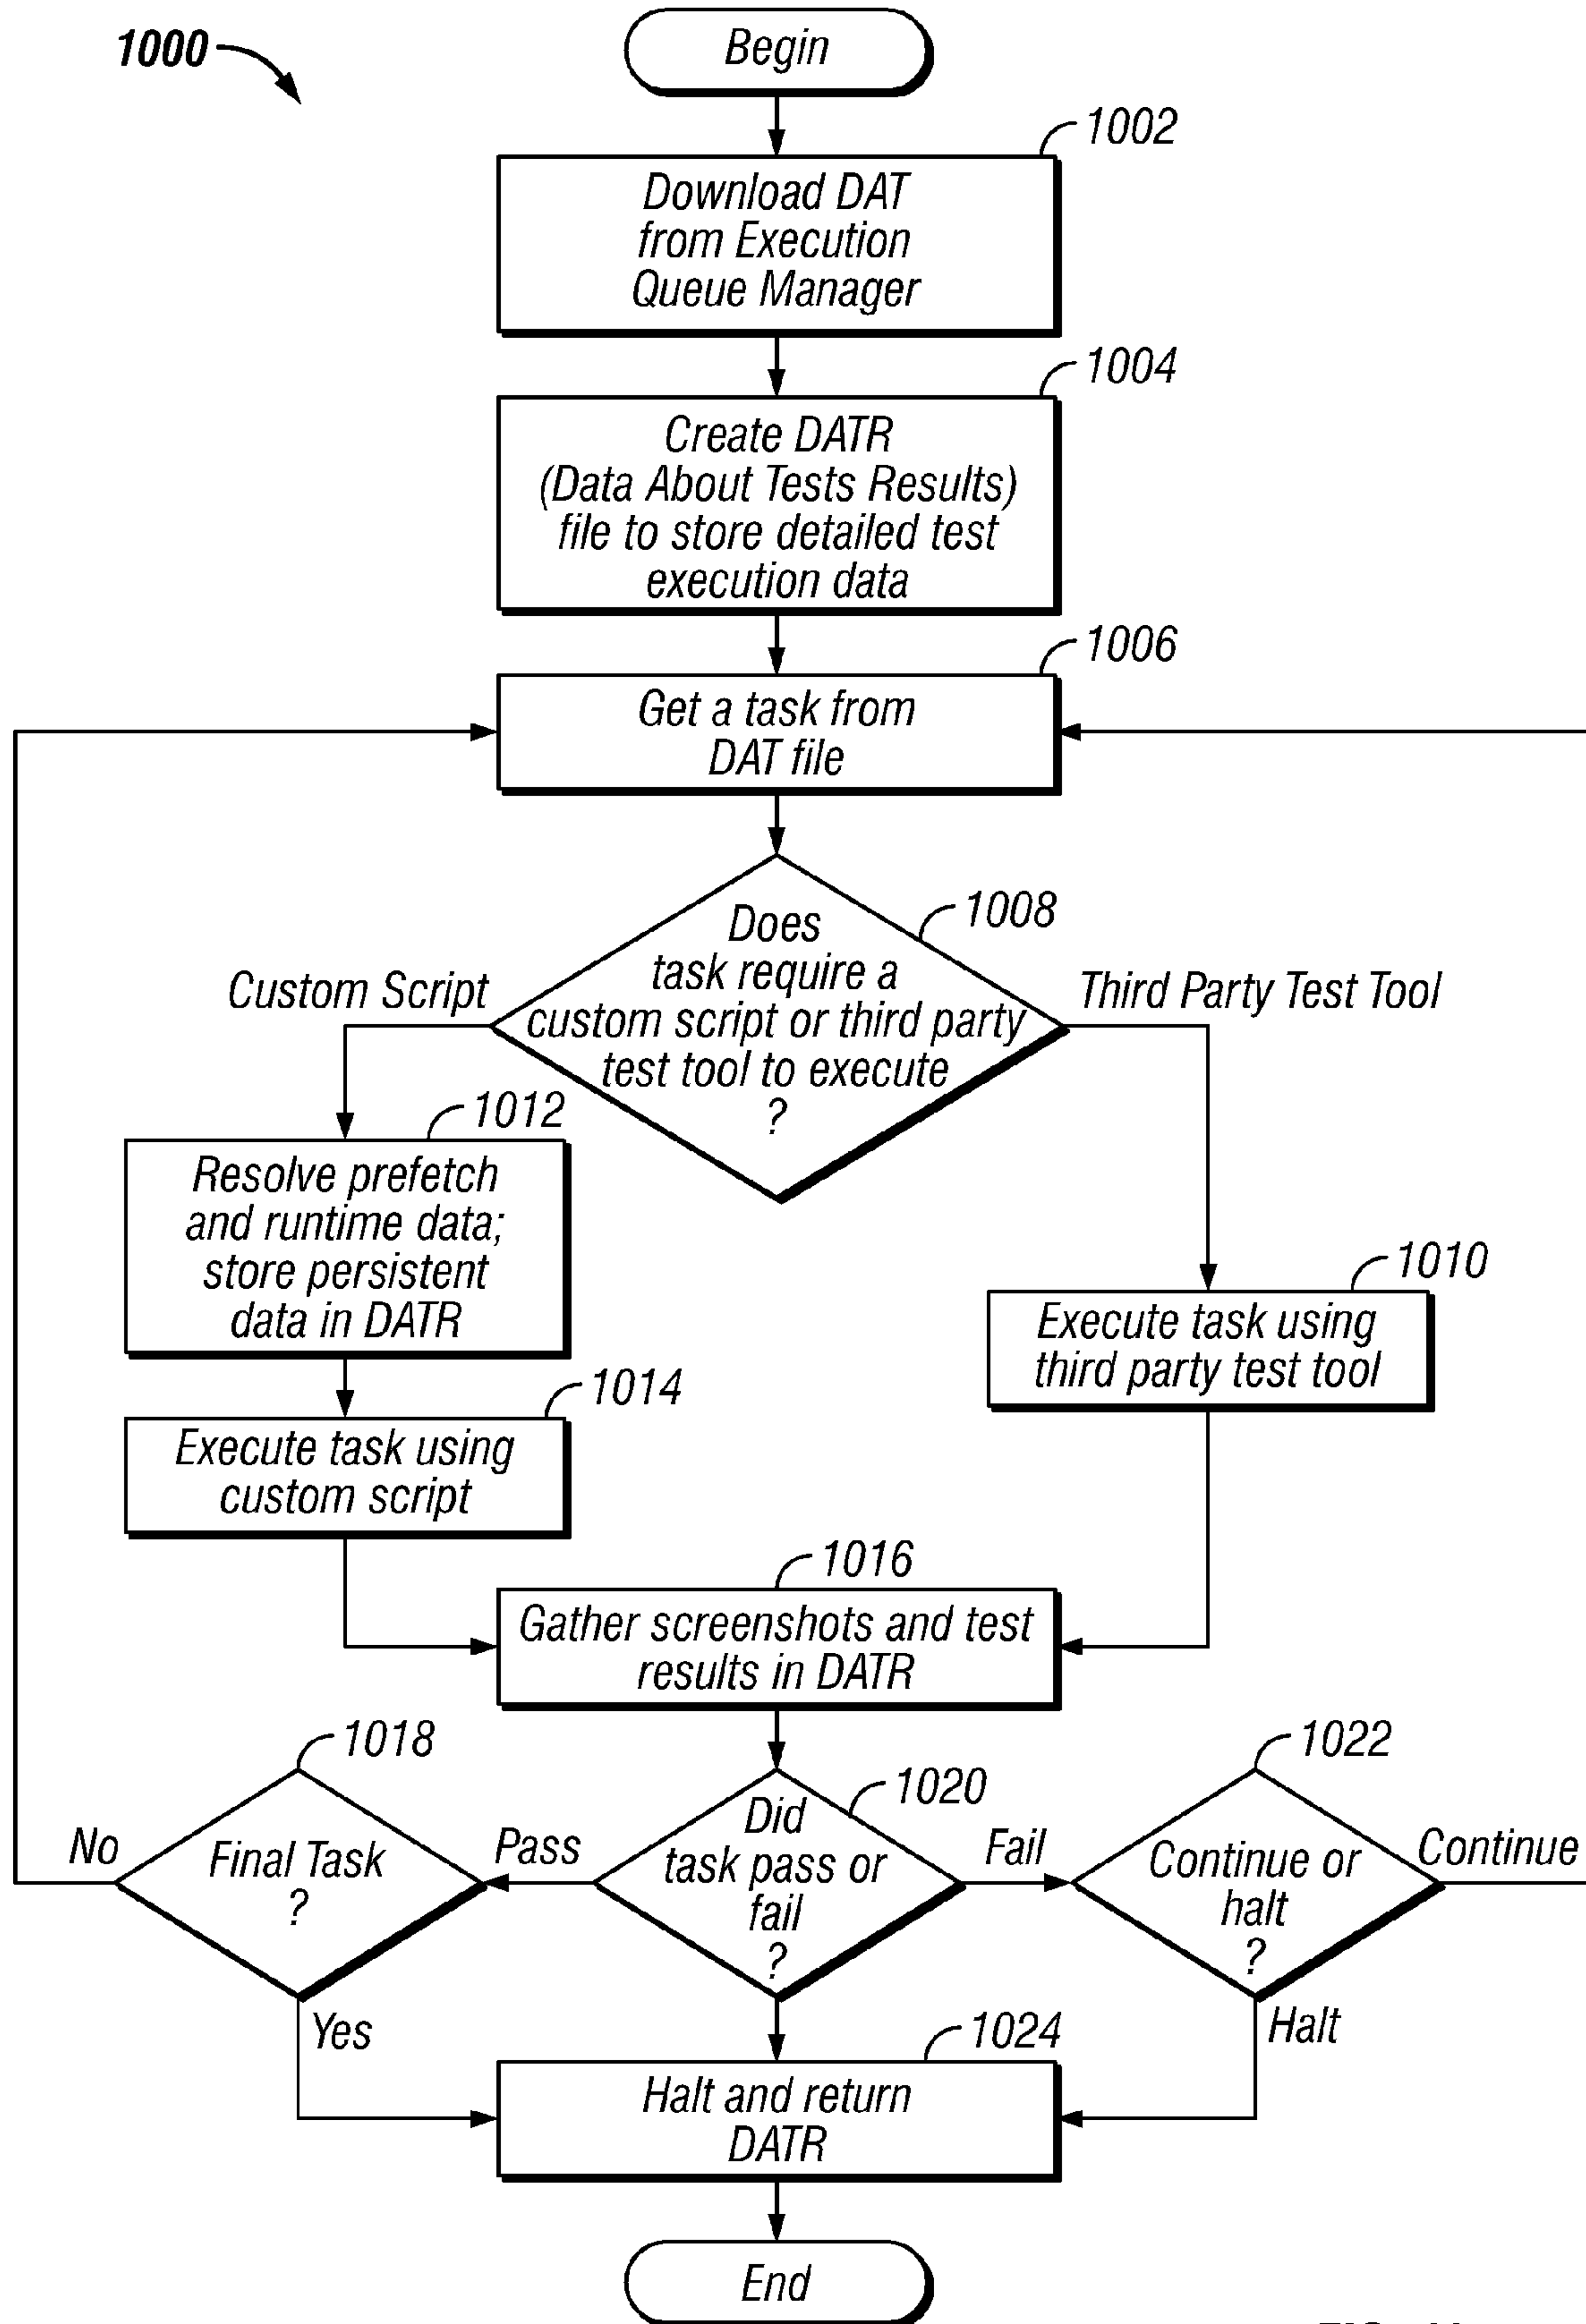 1000
Begin
1002
Download DAT
from Execution
Queue Manager
1004
Create DATR
(Data About Tests Results)
file to store detailed test
execution data
1006
Get a task from
DAT file
1008
Does
task require a
custom script or third party
test tool to execute
?
Custom Script
Third Party Test Tool
1012
Resolve prefetch
and runtime data;
store persistent
data in DATR
1010
Execute task using
third party test tool
1014
Execute task using
custom script
1016
Gather screenshots and test
results in DATR
1018
Final Task
?
No
Pass
1020
Did
task pass or
fail
?
Fail
1022
Continue or
halt
?
Continue
Yes
Halt
1024
Halt and return
DATR
End